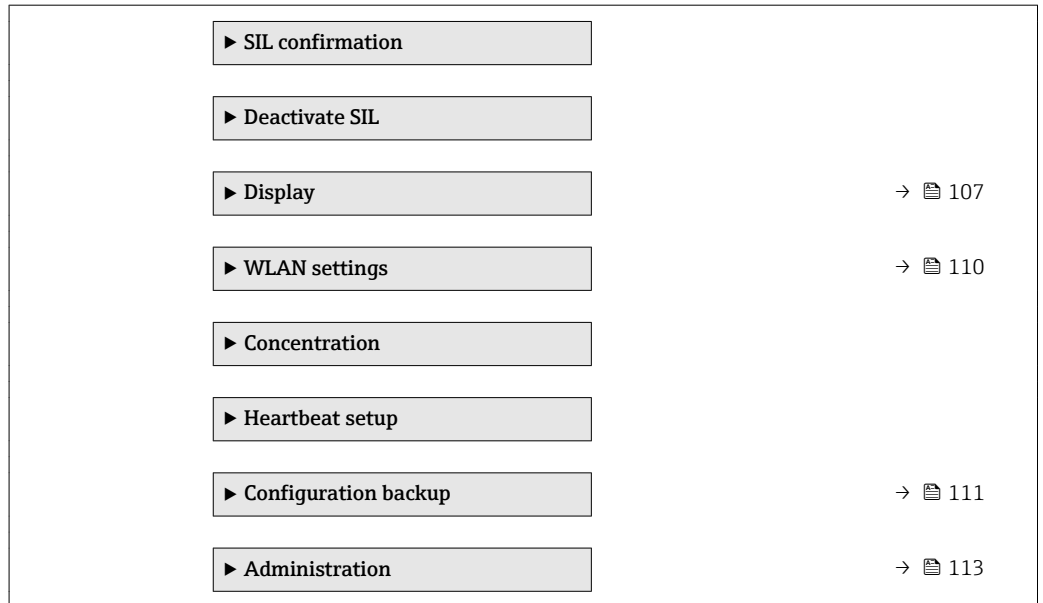 ▶ SIL confirmation
▶ Deactivate SIL
▶ Display → 107
▶ WLAN settings → 110
▶ Concentration
▶ Heartbeat setup
▶ Configuration backup → 111
▶ Administration → 113